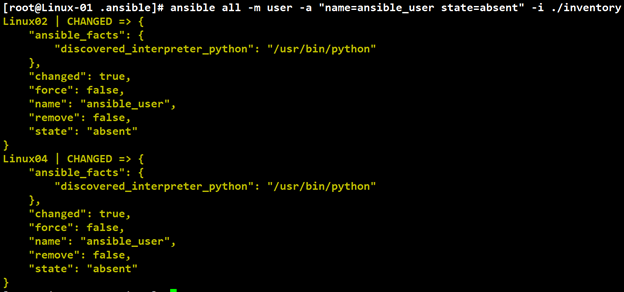 [root@Linux-01 .ansible]# ansible all -m user -a "name=ansible_user state=absent" -i ./inventory
Linux02 | CHANGED => {
    "ansible_facts": {
        "discovered_interpreter_python": "/usr/bin/python"
    },
    "changed": true,
    "force": false,
    "name": "ansible_user",
    "remove": false,
    "state": "absent"
}
Linux04 | CHANGED => {
    "ansible_facts": {
        "discovered_interpreter_python": "/usr/bin/python"
    },
    "changed": true,
    "force": false,
    "name": "ansible_user",
    "remove": false,
    "state": "absent"
}